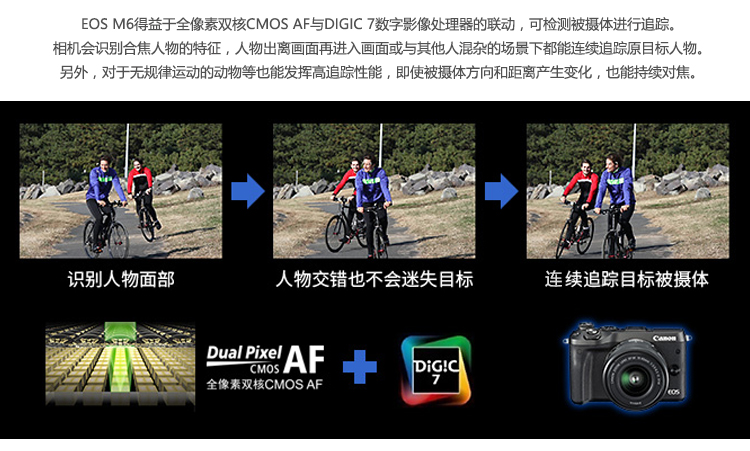 EOS M6得益于全像素双核CMOS AF与DIGIC 7数字影像处理器的联动，可检测被摄体进行追踪。
相机会识别合焦人物的特征，人物出离画面再进入画面或与其他人混杂的场景下都能连续追踪原目标人物。
另外，对于无规律运动的动物等也能发挥高追踪性能，即使被摄体方向和距离产生变化，也能持续对焦。
识别人物面部
人物交错也不会迷失目标
连续追踪目标被摄体
Dual Pixel CMOS AF
全像素双核CMOS AF
DiG!C 7
Canon
EOS